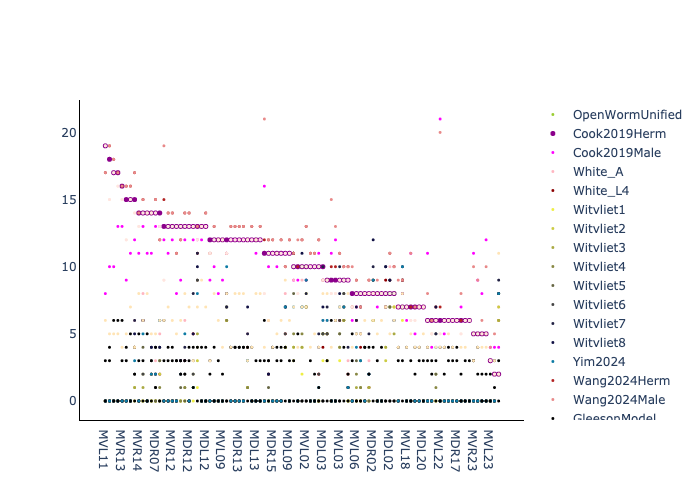 20
15
10
5
0
MVL11
MVR13
MVR14
MDR07
MVR12
MDR12
MDL12
MVL09
MDR13
MDL13
MDR15
MDL09
MVL02
MDL03
MVL03
MVL06
MDR02
MDL02
MVL18
MDL20
MVL22
MDR17
MVR23
MVL23
OpenWormUnified
Cook2019Herm
Cook2019Male
White_A
White_L4
Witvliet1
Witvliet2
Witvliet3
Witvliet4
Witvliet5
Witvliet6
Witvliet7
Witvliet8
Yim2024
Wang2024Herm
Wang2024Male
GleesonModel